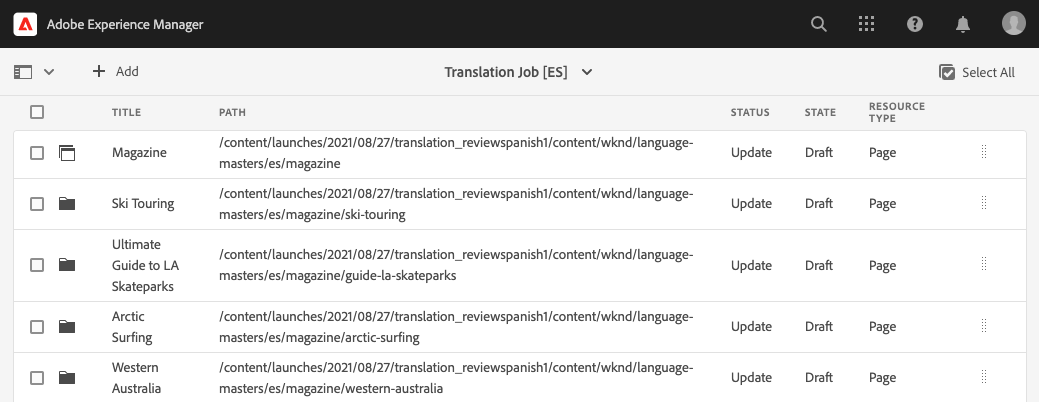 Adobe Experience Manager
Add
Translation Job [ES]
Select All
TITLE PATH STATUS STATE RESOURCE TYPE
Magazine
/content/launches/2021/08/27/translation_reviewspanish1/content/wknd/language-
masters/es/magazine
Update Draft Page
Ski Touring
/content/launches/2021/08/27/translation_reviewspanish1/content/wknd/language-
masters/es/magazine/ski-touring
Update Draft Page
Ultimate
Guide to LA
Skateparks
/content/launches/2021/08/27/translation_reviewspanish1/content/wknd/language-
masters/es/magazine/guide-la-skateparks
Update Draft Page
Arctic
Surfing
/content/launches/2021/08/27/translation_reviewspanish1/content/wknd/language-
masters/es/magazine/arctic-surfing
Update Draft Page
Western
Australia
/content/launches/2021/08/27/translation_reviewspanish1/content/wknd/language-
masters/es/magazine/western-australia
Update Draft Page